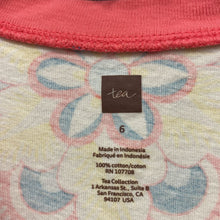 tea
6
Made in Indonesia
Fabriqué en Indonésie
100% cotton/coton
RN 107708
Tea Collection
1 Arkansas St., Suite B
San Francisco, CA
94107 USA